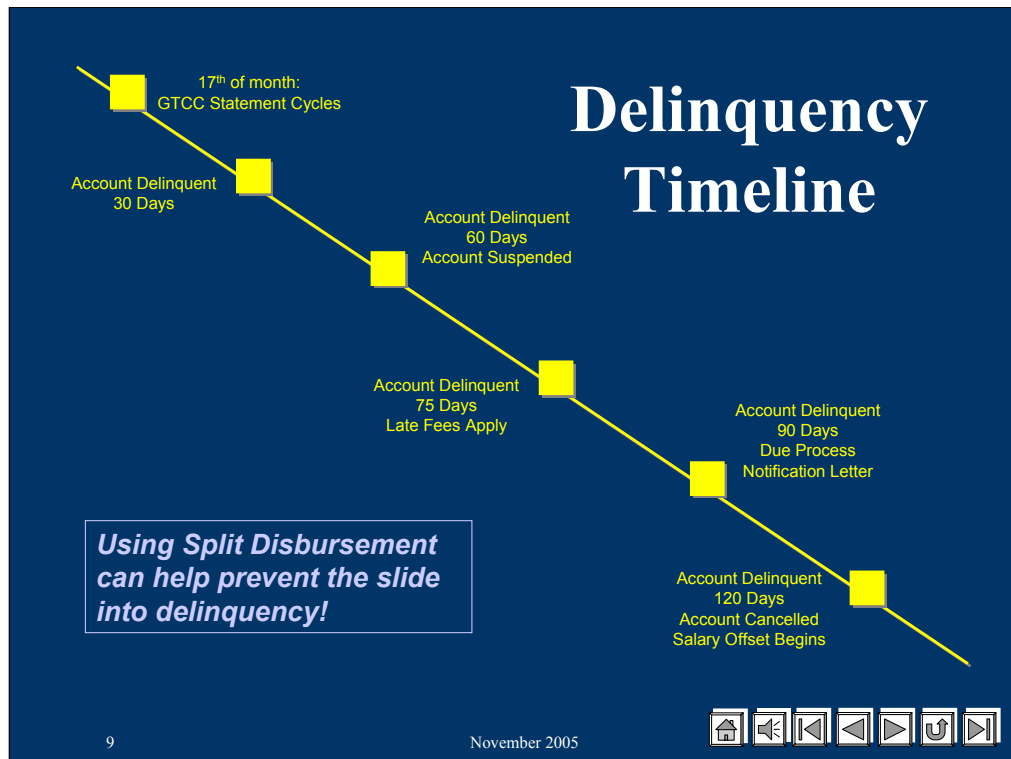 Delinquency
Timeline
17th of month:
GTCC Statement Cycles
Account Delinquent
30 Days
Account Delinquent
60 Days
Account Suspended
Account Delinquent
75 Days
Late Fees Apply
Account Delinquent
90 Days
Due Process
Notification Letter
Account Delinquent
120 Days
Account Cancelled
Salary Offset Begins
Using Split Disbursement
can help prevent the slide
into delinquency!
9
November 2005